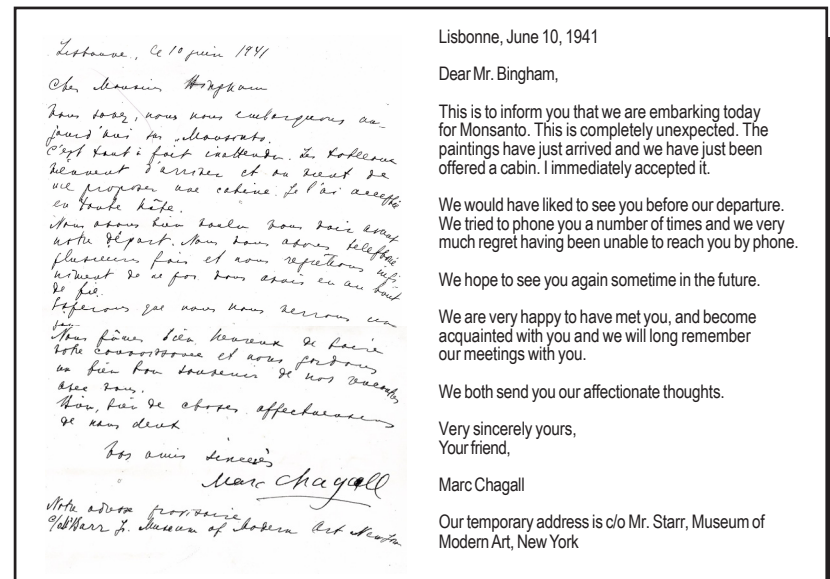 Lisbonne, le 10 juin 1941
Cher Monsieur Bingham
nous nous embarquons au-
jourd'hui sur
C'est tout à fait inattendu. Les tableaux
viennent d'arriver et on vient de
me proposer une cabine. Je l'ai acceptée
en toute hâte.
Nous avons bien voulu vous voir avant
notre départ. Nous vous avons téléphoné
plusieurs fois et nous regrettons infi-
niment de ne pas vous avoir eu au bout
de fil.
Espérons que nous nous verrons un
Nous fûmes bien heureux de faire
votre connaissance et nous gardons
un bien bon souvenir de nos rencontres
avec vous.
Bien, bien de choses affectueuses
de nous deux
Vos amis sincères
Marc Chagall
Notre adresse provisoire
Museum of Modern Art New York
Lisbonne, June 10, 1941
Dear Mr. Bingham,
This is to inform you that we are embarking today
for Monsanto. This is completely unexpected. The
paintings have just arrived and we have just been
offered a cabin. I immediately accepted it.
We would have liked to see you before our departure.
We tried to phone you a number of times and we very
much regret having been unable to reach you by phone.
We hope to see you again sometime in the future.
We are very happy to have met you, and become
acquainted with you and we will long remember
our meetings with you.
We both send you our affectionate thoughts.
Very sincerely yours,
Your friend,
Marc Chagall
Our temporary address is c/o Mr. Starr, Museum of
Modern Art, New York